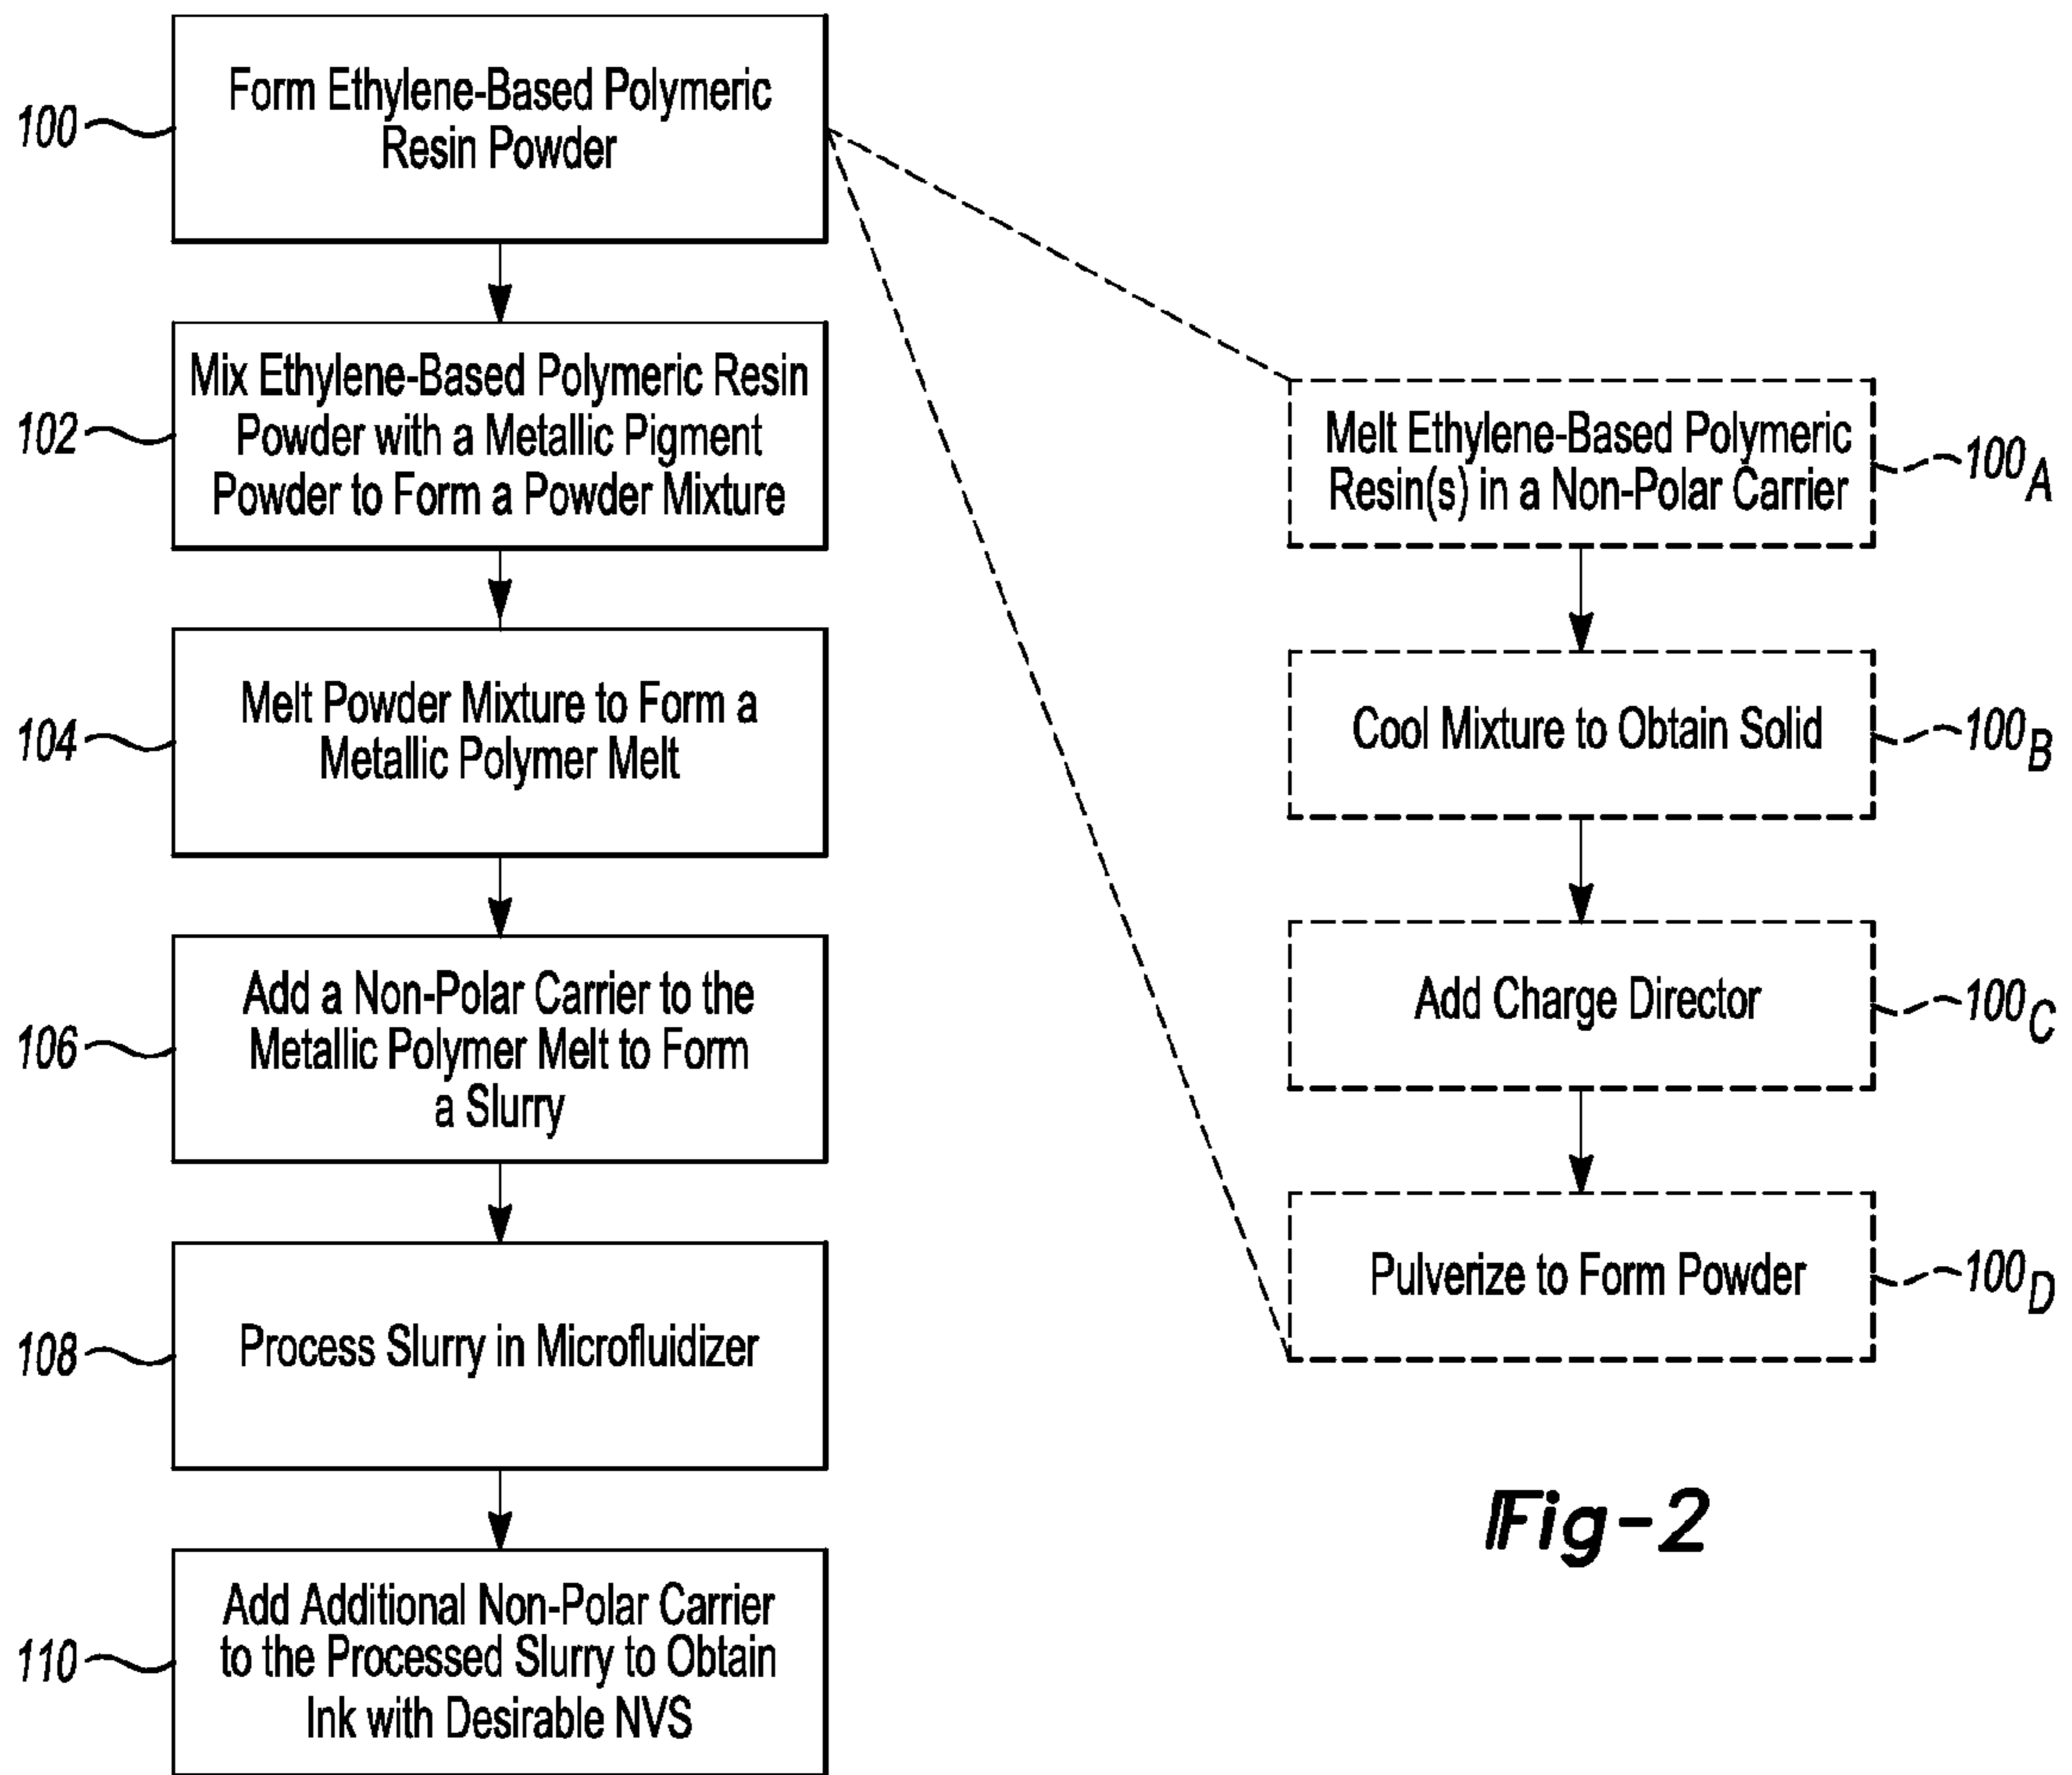 100
Form Ethylene-Based Polymeric
Resin Powder
102
Mix Ethylene-Based Polymeric Resin
Powder with a Metallic Pigment
Powder to Form a Powder Mixture
104
Melt Powder Mixture to Form a
Metallic Polymer Melt
106
Add a Non-Polar Carrier to the
Metallic Polymer Melt to Form
a Slurry
108
Process Slurry in Microfluidizer
110
Add Additional Non-Polar Carrier
to the Processed Slurry to Obtain
Ink with Desirable NVS
Melt Ethylene-Based Polymeric
Resin(s) in a Non-Polar Carrier
100A
Cool Mixture to Obtain Solid
100B
Add Charge Director
100C
Pulverize to Form Powder
100D
Fig-2